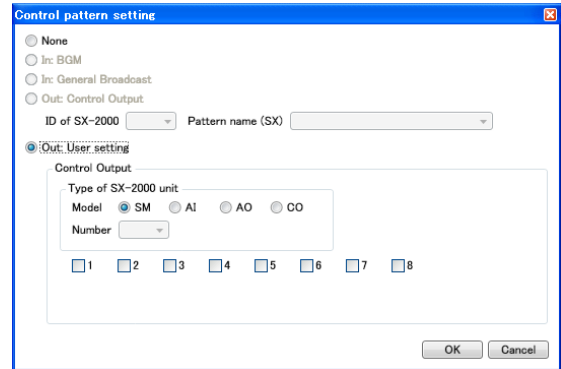 Control pattern setting
None
In: BGM
In: General Broadcast
Out: Control Output
ID of SX-2000 Pattern name (SX)
Out: User setting
Control Output
Type of SX-2000 unit
Model SM AI AO CO
Number
1 2 3 4 5 6 7 8
OK Cancel